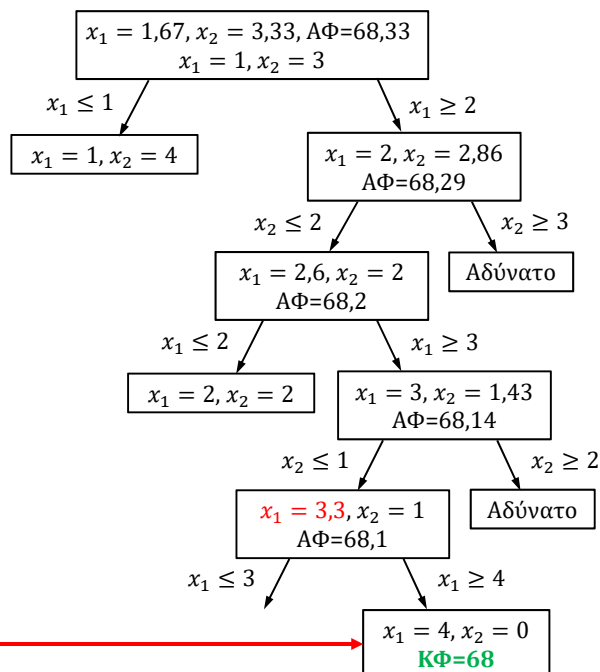 x₁ = 1,67, x₂ = 3,33, ΑΦ=68,33
x₁ = 1, x₂ = 3
x₁ ≤ 1
x₁ ≥ 2
x₁ = 1, x₂ = 4
x₁ = 2, x₂ = 2,86
ΑΦ=68,29
x₂ ≤ 2
x₂ ≥ 3
x₁ = 2,6, x₂ = 2
ΑΦ=68,2
Αδύνατο
x₁ ≤ 2
x₁ ≥ 3
x₁ = 2, x₂ = 2
x₁ = 3, x₂ = 1,43
ΑΦ=68,14
x₂ ≤ 1
x₂ ≥ 2
x₁ = 3,3, x₂ = 1
ΑΦ=68,1
Αδύνατο
x₁ ≤ 3
x₁ ≥ 4
x₁ = 4, x₂ = 0
ΚΦ=68